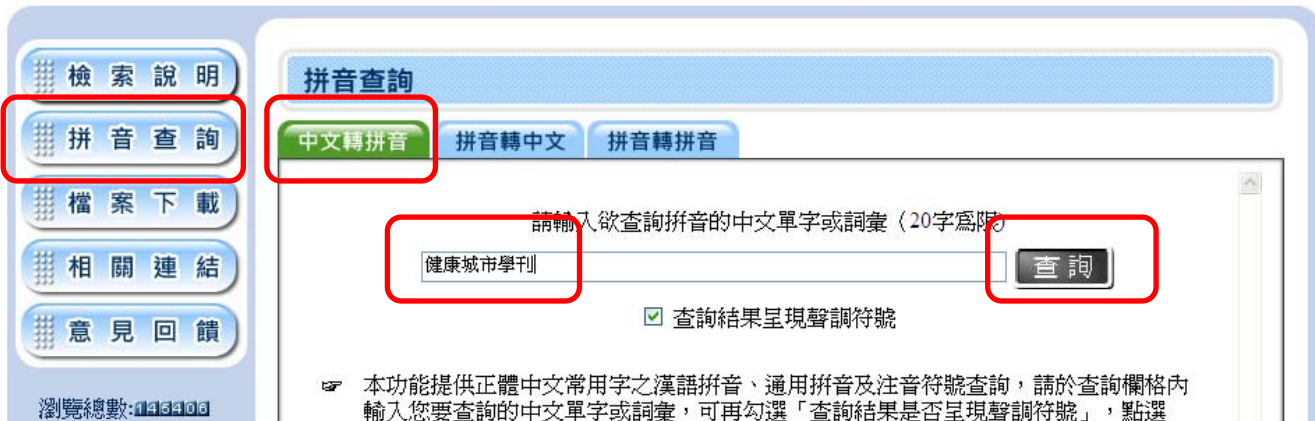 檢索說明
拼音查詢
檔案下載
相關連結
意見回饋
瀏覽總數:
拼音查詢
中文轉拼音 拼音轉中文 拼音轉拼音
請輸入欲查詢拼音的中文單字或詞彙（20字為限）
健康城市學刊 查詢
查詢結果呈現聲調符號
☞ 本功能提供正體中文常用字之漢語拼音、通用拼音及注音符號查詢，請於查詢欄格內
輸入您要查詢的中文單字或詞彙，可再勾選「查詢結果是否呈現聲調符號」，點選